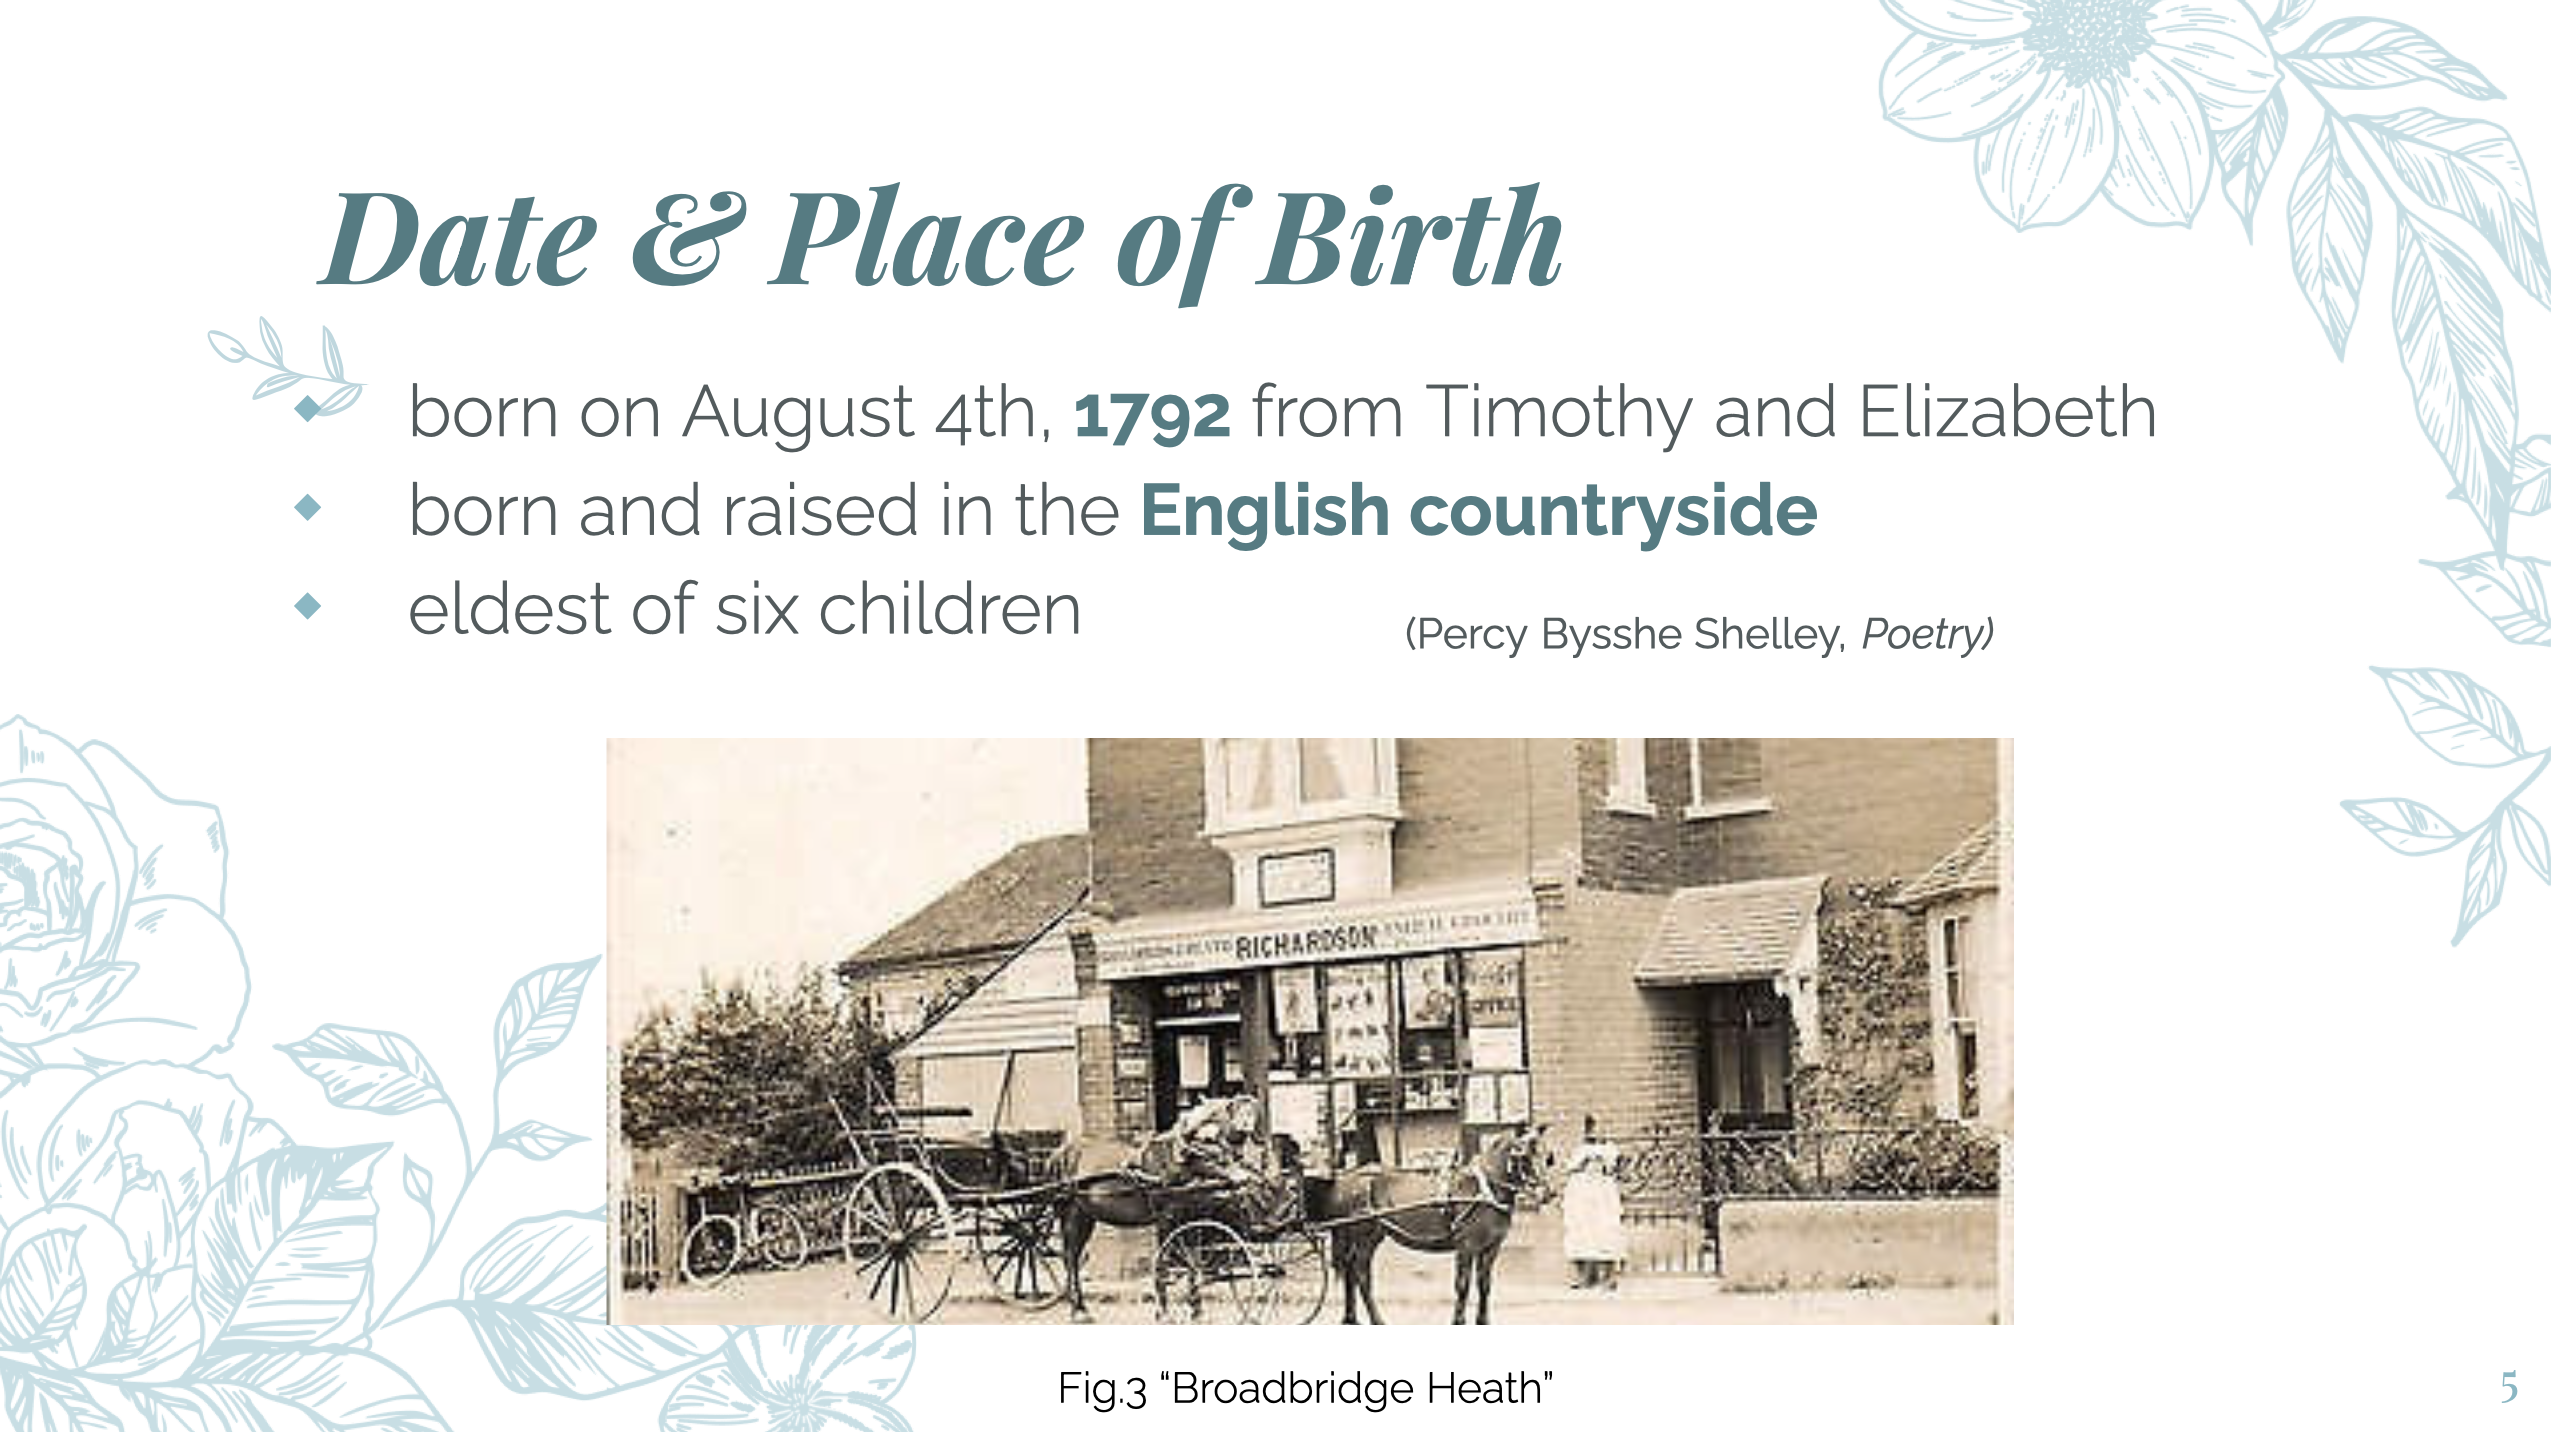 Date & Place of Birth
born on August 4th, 1792 from Timothy and Elizabeth
born and raised in the English countryside
eldest of six children
(Percy Bysshe Shelley, Poetry)
RICHARDSON
OFFICE
Fig.3 “Broadbridge Heath”
5